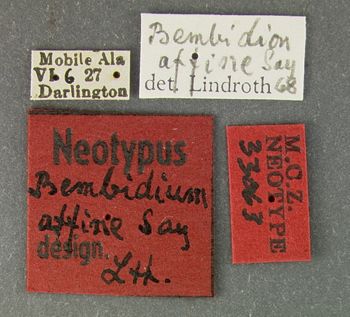 Mobile Ala
VI.6 27
Darlington
Bembidion
affine Say
det. Lindroth 68
Neotypus
Bembidium
affine Say
design.
Lth.
M.C.Z.
NEOTYPE
33063